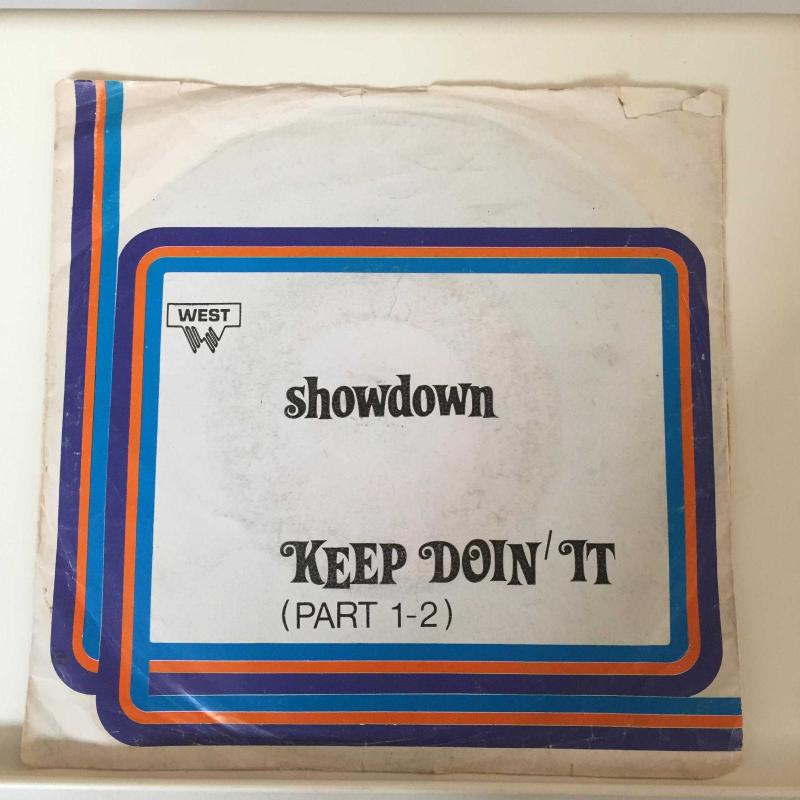 WEST
showdown
KEEP DOIN' IT
(PART 1-2)